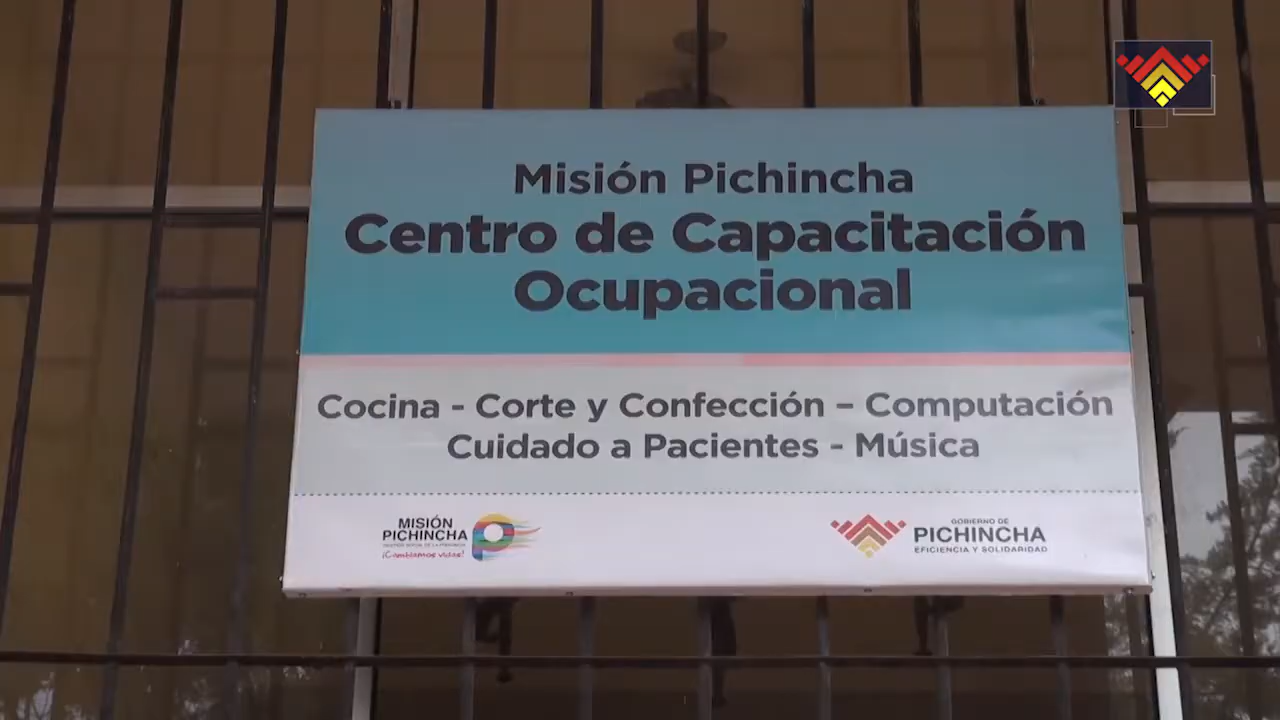 Misión Pichincha
Centro de Capacitación
Ocupacional
Cocina - Corte y Confección – Computación
Cuidado a Pacientes - Música
MISIÓN
PICHINCHA
¡Cambiamos vidas!
GOBIERNO DE
PICHINCHA
EFICIENCIA Y SOLIDARIDAD